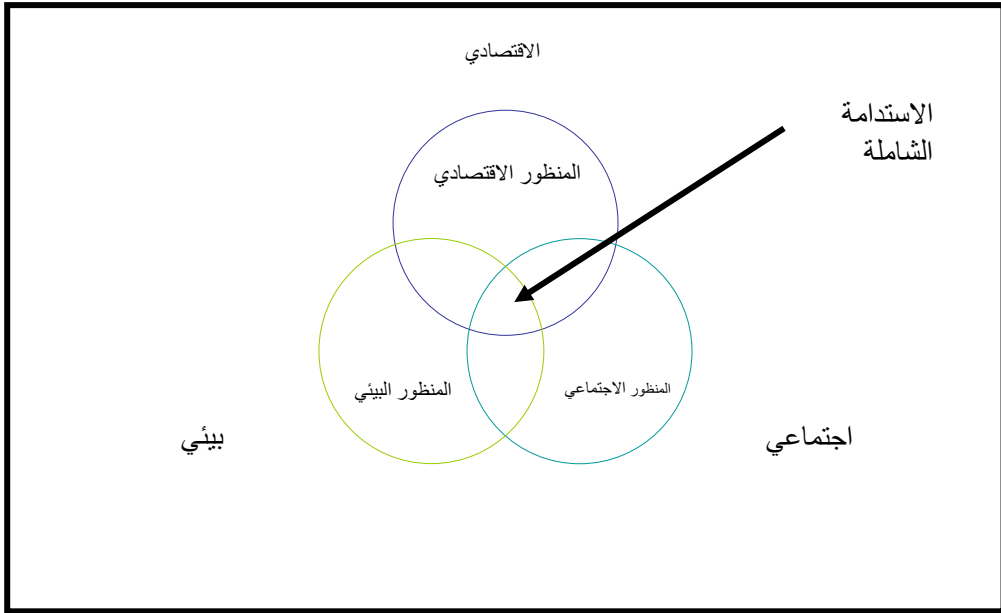 الاقتصادي
الاستدامة
الشاملة
المنظور الاقتصادي
المنظور الاجتماعي
المنظور البيئي
اجتماعي
بيئي